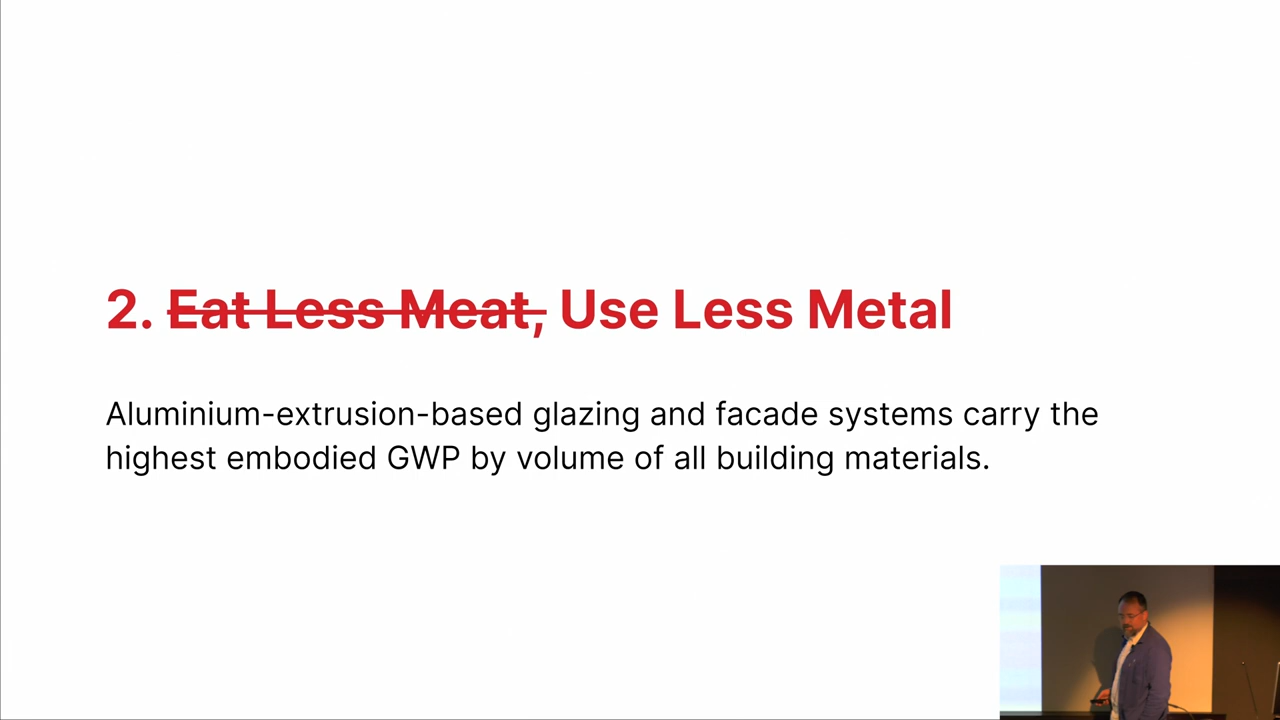 2. Eat Less Meat, Use Less Metal
Aluminium-extrusion-based glazing and facade systems carry the
highest embodied GWP by volume of all building materials.